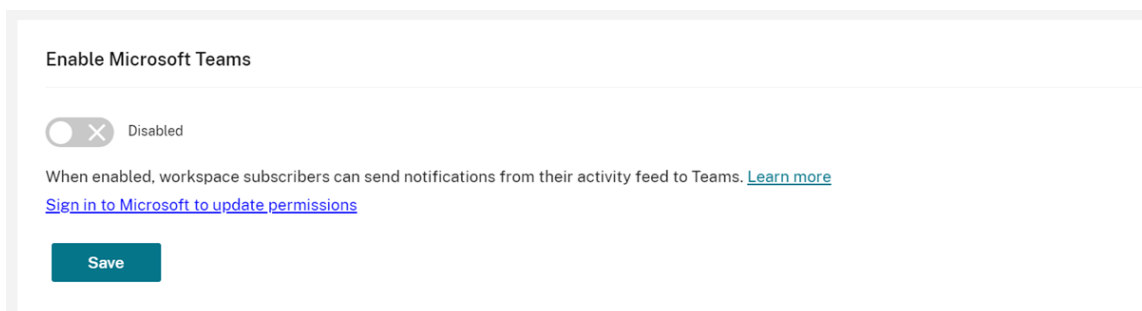 Enable Microsoft Teams
Disabled
When enabled, workspace subscribers can send notifications from their activity feed to Teams. Learn more
Sign in to Microsoft to update permissions
Save